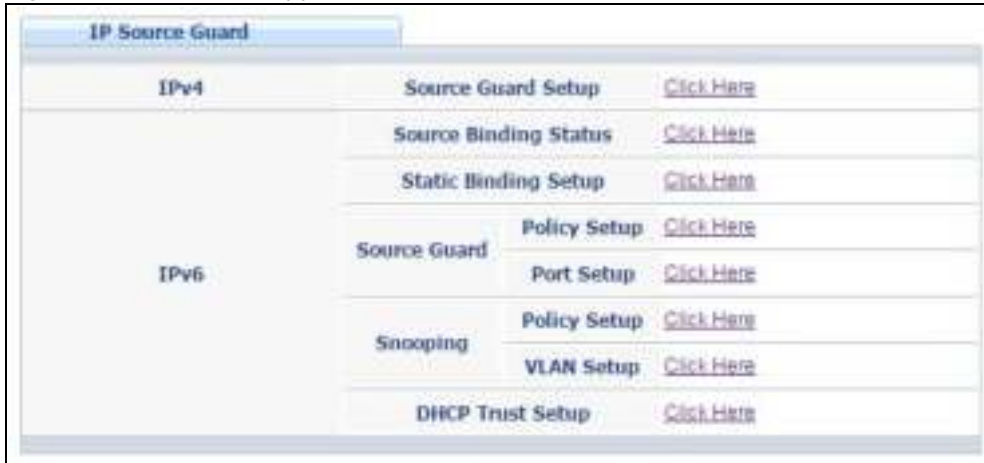 IP Source Guard
IPv4 Source Guard Setup Click Here
Source Binding Status Click Here
Static Binding Setup Click Here
IPv6
Source Guard
Policy Setup Click Here
Port Setup Click Here
Snooping
Policy Setup Click Here
VLAN Setup Click Here
DHCP Trust Setup Click Here